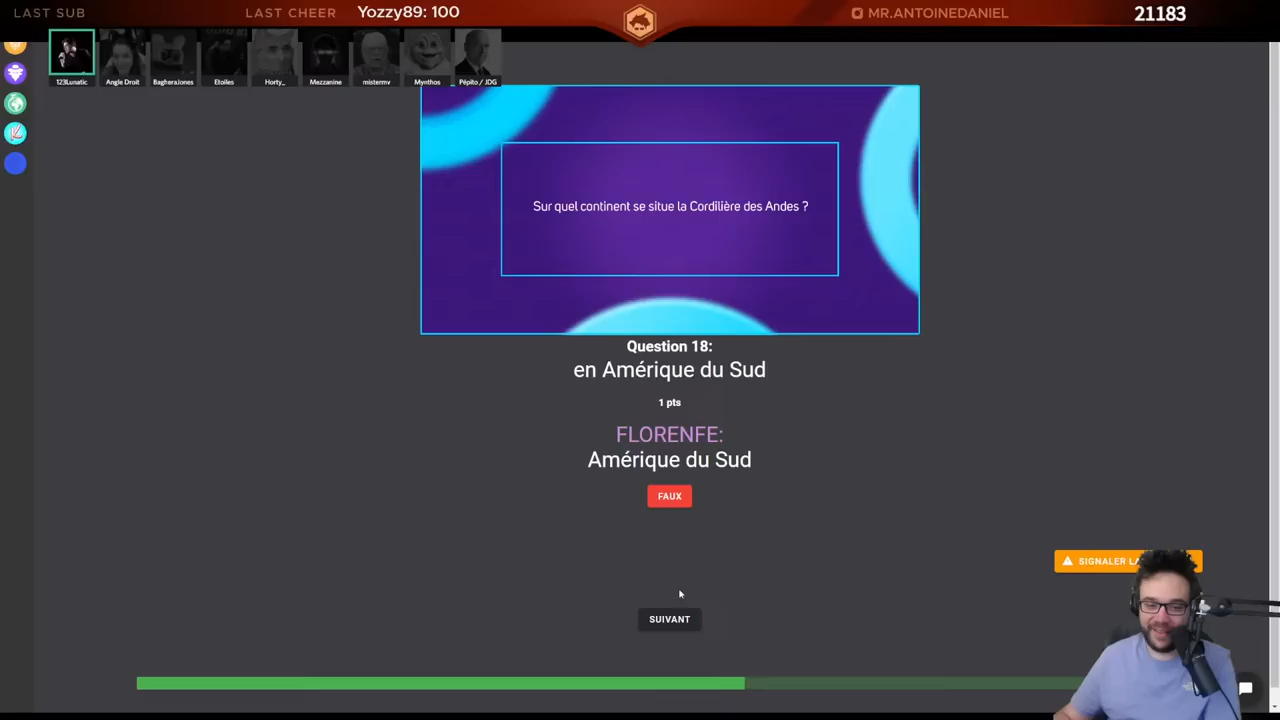 LAST SUB
LAST CHEER
Yozzy89: 100
MR.ANTOINEDANIEL
21183
123Lunatic
Angle Droit
BagheraJones
Etoiles
Horty_
Mezzanine
mistermv
Mynthos
Pépito / JDG
Sur quel continent se situe la Cordilière des Andes ?
Question 18:
en Amérique du Sud
1 pts
FLORENFE:
Amérique du Sud
FAUX
SIGNALER
SUIVANT